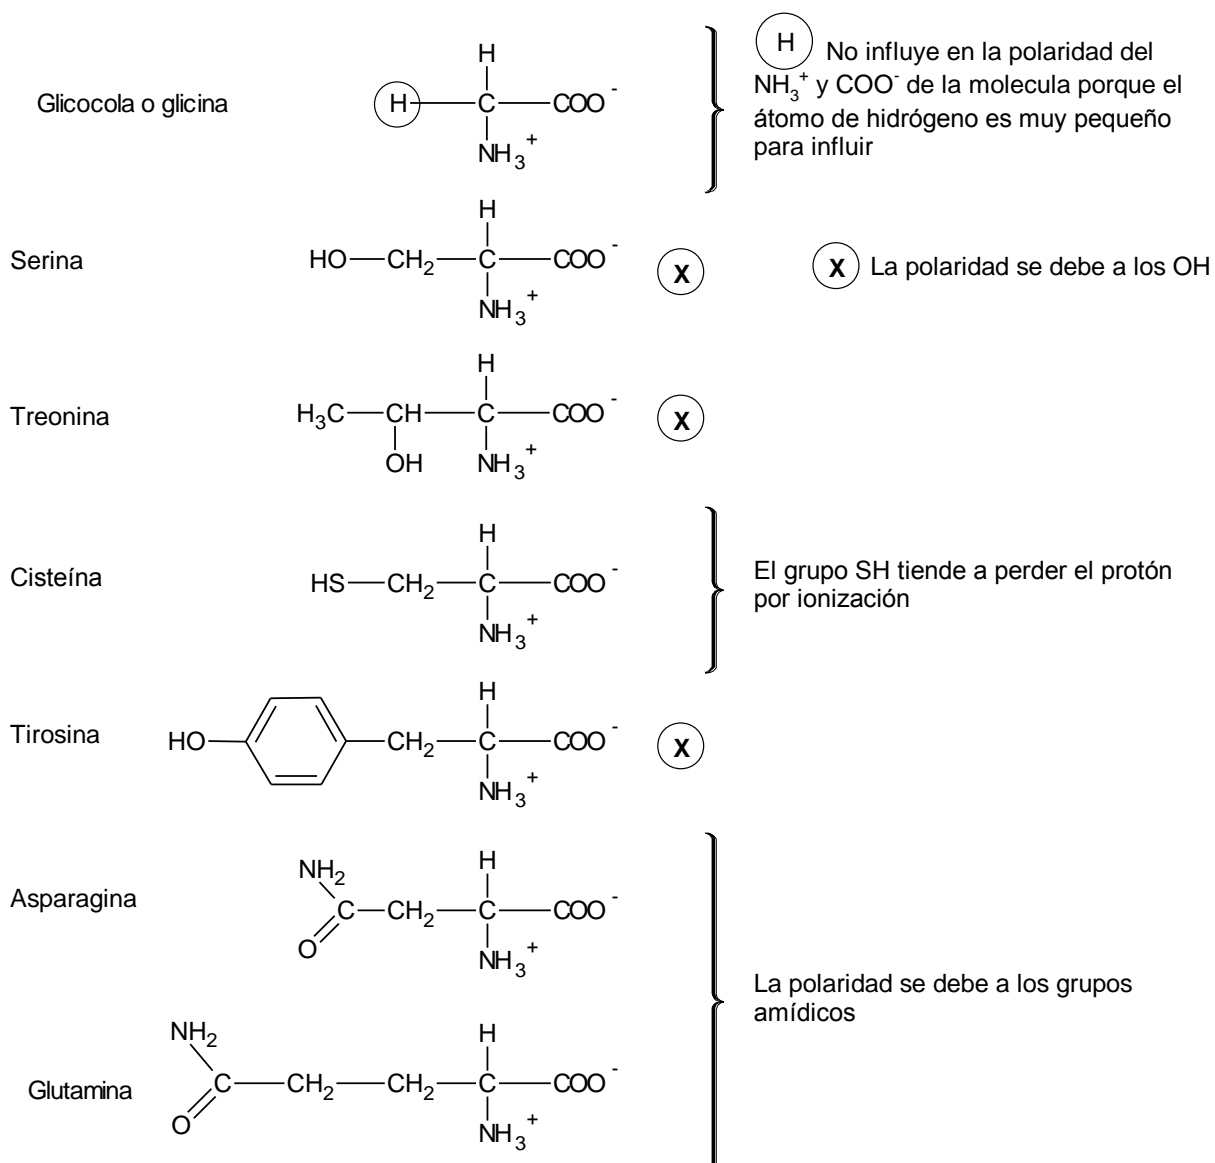 H
No influye en la polaridad del
NH₃⁺ y COO⁻ de la molecula porque el
átomo de hidrógeno es muy pequeño
para influir
Glicocola o glicina
H
H C COO⁻
NH₃⁺
Serina
H
HO CH₂ C COO⁻
NH₃⁺
X
X La polaridad se debe a los OH
Treonina
H
H₃C CH C COO⁻
OH NH₃⁺
X
Cisteína
H
HS CH₂ C COO⁻
NH₃⁺
El grupo SH tiende a perder el protón
por ionización
Tirosina
H
HO CH₂ C COO⁻
NH₃⁺
X
Asparagina
NH₂ H
C CH₂ C COO⁻
O NH₃⁺
La polaridad se debe a los grupos
amídicos
Glutamina
NH₂ H
C CH₂ CH₂ C COO⁻
O NH₃⁺